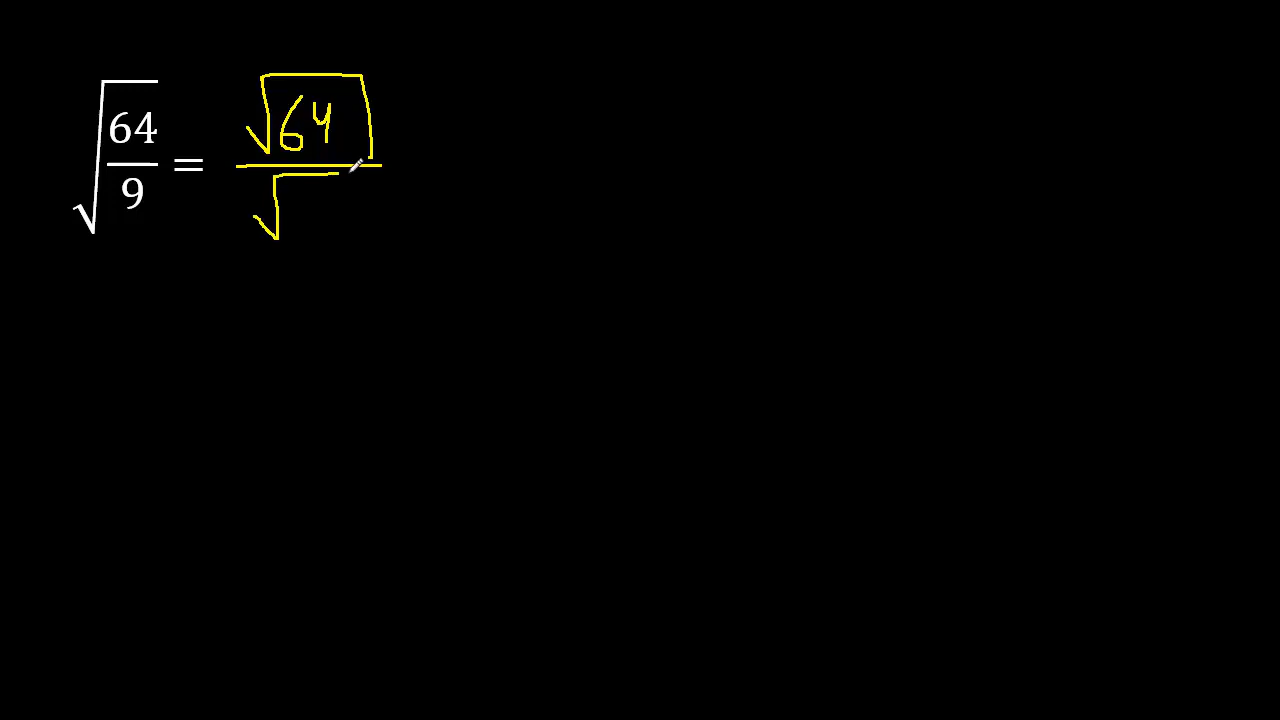 √(64/9) = √64/√